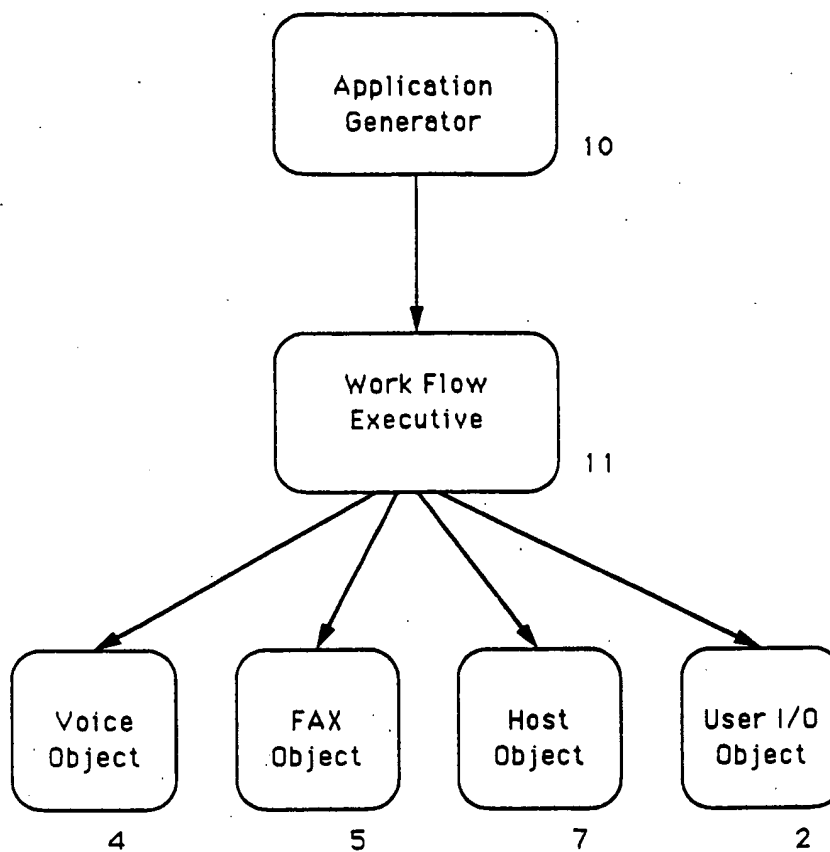 Application
Generator
10
Work Flow
Executive
11
Voice
Object
FAX
Object
Host
Object
User I/O
Object
4
5
7
2